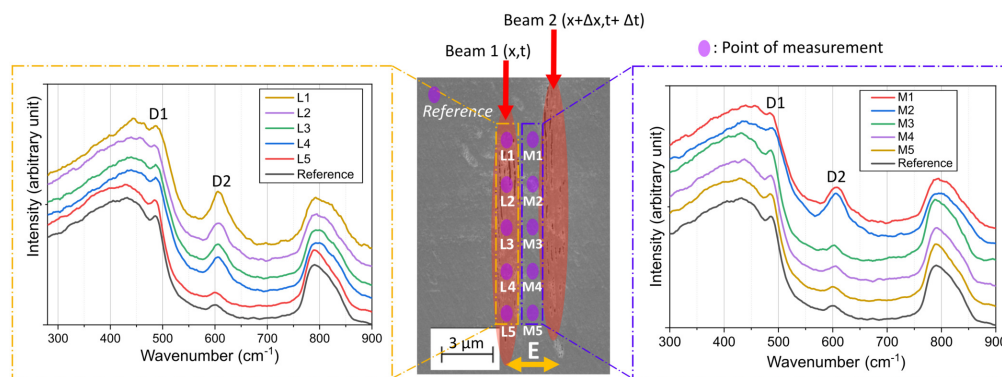 Beam 2 (x+Δx,t+ Δt)
Beam 1 (x,t)
: Point of measurement
Reference
L1
L2
L3
L4
L5
M1
M2
M3
M4
M5
3 μm
E
Intensity (arbitrary unit)
D1
D2
L1
L2
L3
L4
L5
Reference
300 400 500 600 700 800 900
Wavenumber (cm⁻¹)
Intensity (arbitrary unit)
D1
D2
M1
M2
M3
M4
M5
Reference
300 400 500 600 700 800 900
Wavenumber (cm⁻¹)